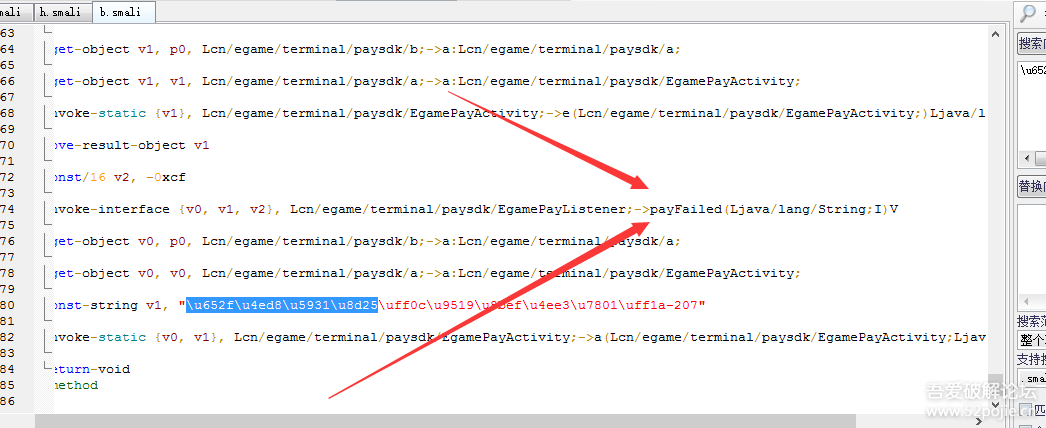 mali h.smali b.smali
63
64 get-object v1, p0, Lcn/egame/terminal/paysdk/b;->a:Lcn/egame/terminal/paysdk/a;
65
66 get-object v1, v1, Lcn/egame/terminal/paysdk/a;->a:Lcn/egame/terminal/paysdk/EgamePayActivity;
67
68 nvoke-static {v1}, Lcn/egame/terminal/paysdk/EgamePayActivity;->e(Lcn/egame/terminal/paysdk/EgamePayActivity;)Ljava/l
69
70 ove-result-object v1
71
72 onst/16 v2, -0xcf
73
74 nvoke-interface {v0, v1, v2}, Lcn/egame/terminal/paysdk/EgamePayListener;->payFailed(Ljava/lang/String;I)V
75
76 get-object v0, p0, Lcn/egame/terminal/paysdk/b;->a:Lcn/egame/terminal/paysdk/a;
77
78 get-object v0, v0, Lcn/egame/terminal/paysdk/a;->a:Lcn/egame/terminal/paysdk/EgamePayActivity;
79
80 onst-string v1, "\u652f\u4ed8\u5931\u8d25\uff0c\u9519\u8bef\u4ee3\u7801\uff1a-207"
81
82 nvoke-static {v0, v1}, Lcn/egame/terminal/paysdk/EgamePayActivity;->a(Lcn/egame/terminal/paysdk/EgamePayActivity;Ljav
83
84 eturn-void
85 method
86
搜索
\u652
替换
搜索范
整个
支持搜
.sma
匹
吾爱破解论坛
www.52pojie.cn